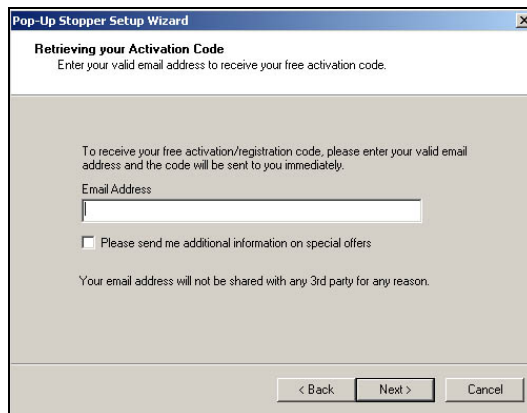 Pop-Up Stopper Setup Wizard
Retrieving your Activation Code
Enter your valid email address to receive your free activation code.
To receive your free activation/registration code, please enter your valid email
address and the code will be sent to you immediately.
Email Address
Please send me additional information on special offers
Your email address will not be shared with any 3rd party for any reason.
< Back Next > Cancel